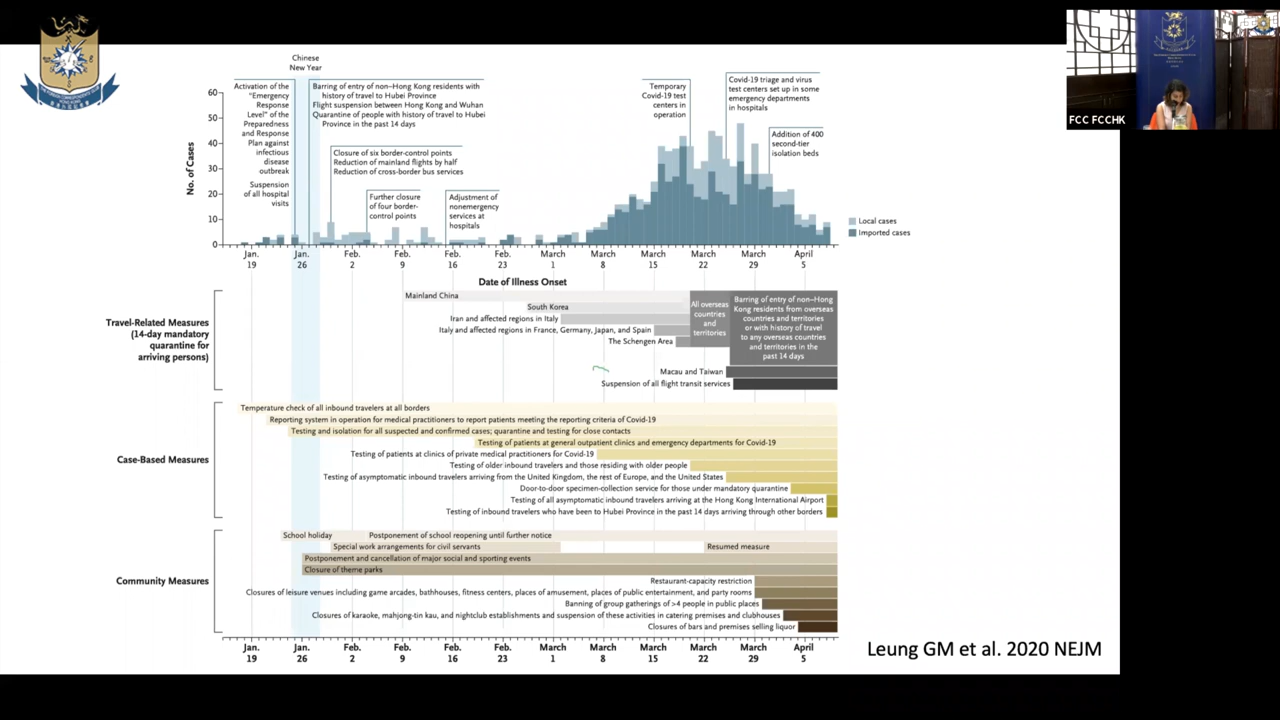 Chinese
New Year
Activation of the
"Emergency
Response
Level" of the
Preparedness
and Response
Plan against
infectious
disease
outbreak
Suspension
of all hospital
visits
Barring of entry of non–Hong Kong residents with
history of travel to Hubei Province
Flight suspension between Hong Kong and Wuhan
Quarantine of people with history of travel to Hubei
Province in the past 14 days
Closure of six border-control points
Reduction of mainland flights by half
Reduction of cross-border bus services
Further closure
of four border-
control points
Adjustment of
nonemergency
services at
hospitals
Temporary
Covid-19 test
centers in
operation
Covid-19 triage and virus
test centers set up in some
emergency departments
in hospitals
Addition of 400
second-tier
isolation beds
FCC FCCHK
No. of Cases
60
50
40
30
20
10
0
Local cases
Imported cases
Jan. 19
Jan. 26
Feb. 2
Feb. 9
Feb. 16
Feb. 23
March 1
March 8
March 15
March 22
March 29
April 5
Date of Illness Onset
Travel-Related Measures
(14-day mandatory
quarantine for
arriving persons)
Mainland China
South Korea
Iran and affected regions in Italy
Italy and affected regions in France, Germany, Japan, and Spain
The Schengen Area
All overseas
countries
and
territories
Barring of entry of non–Hong
Kong residents from overseas
countries and territories
or with history of travel
to any overseas countries
and territories in the
past 14 days
Macau and Taiwan
Suspension of all flight transit services
Case-Based Measures
Temperature check of all inbound travelers at all borders
Reporting system in operation for medical practitioners to report patients meeting the reporting criteria of Covid-19
Testing and isolation for all suspected and confirmed cases; quarantine and testing for close contacts
Testing of patients at general outpatient clinics and emergency departments for Covid-19
Testing of patients at clinics of private medical practitioners for Covid-19
Testing of older inbound travelers and those residing with older people
Testing of asymptomatic inbound travelers arriving from the United Kingdom, the rest of Europe, and the United States
Door-to-door specimen-collection service for those under mandatory quarantine
Testing of all asymptomatic inbound travelers arriving at the Hong Kong International Airport
Testing of inbound travelers who have been to Hubei Province in the past 14 days arriving through other borders
Community Measures
School holiday
Postponement of school reopening until further notice
Special work arrangements for civil servants
Resumed measure
Postponement and cancellation of major social and sporting events
Closure of theme parks
Restaurant-capacity restriction
Closures of leisure venues including game arcades, bathhouses, fitness centers, places of amusement, places of public entertainment, and party rooms
Banning of group gatherings of >4 people in public places
Closures of karaoke, mahjong-tin kau, and nightclub establishments and suspension of these activities in catering premises and clubhouses
Closures of bars and premises selling liquor
Jan. 19
Jan. 26
Feb. 2
Feb. 9
Feb. 16
Feb. 23
March 1
March 8
March 15
March 22
March 29
April 5
Leung GM et al. 2020 NEJM